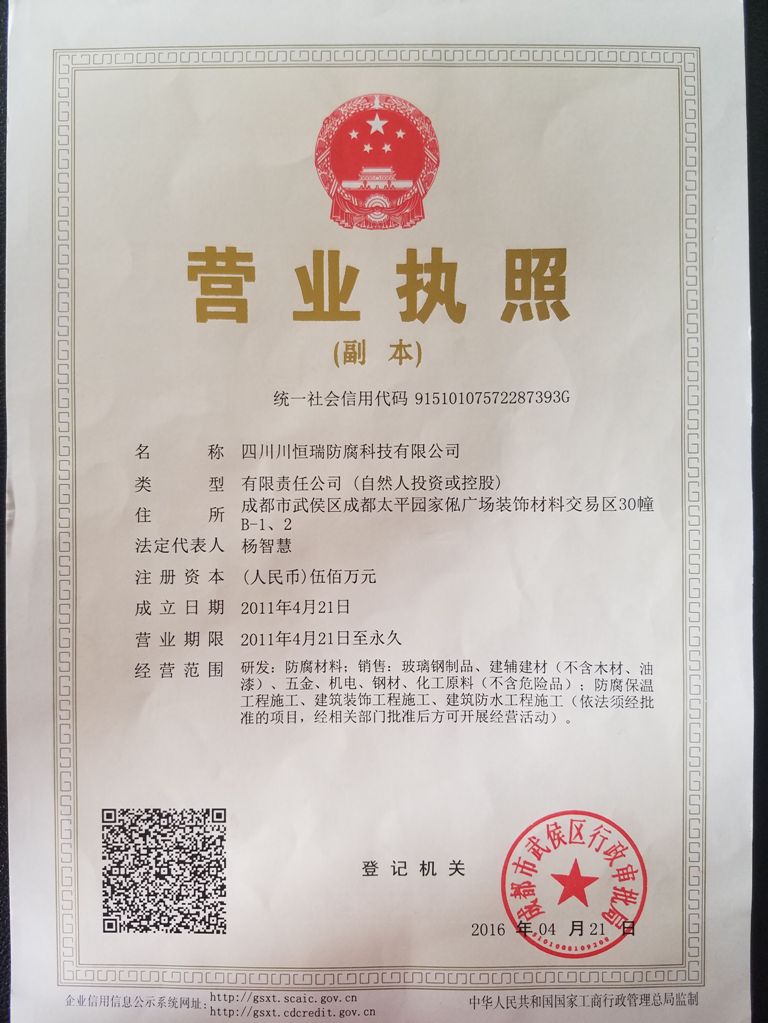 营业执照
(副 本)
统一社会信用代码 91510107572287393G
名 称 四川川恒瑞防腐科技有限公司
类 型 有限责任公司 (自然人投资或控股)
住 所 成都市武侯区成都太平园家俬广场装饰材料交易区30幢
B-1、2
法定代表人 杨智慧
注册资本 (人民币)伍佰万元
成立日期 2011年4月21日
营业期限 2011年4月21日至永久
经营范围 研发：防腐材料；销售：玻璃钢制品、建辅建材（不含木材、油
漆）、五金、机电、钢材、化工原料（不含危险品）；防腐保温
工程施工、建筑装饰工程施工、建筑防水工程施工（依法须经批
准的项目，经相关部门批准后方可开展经营活动）。
登记机关
成都市武侯区行政审批局
2016 年 04 月 21 日
5101008109208
企业信用信息公示系统网址: http://gsxt.scaic.gov.cn
http://gsxt.cdcredit.gov.cn
中华人民共和国国家工商行政管理总局监制